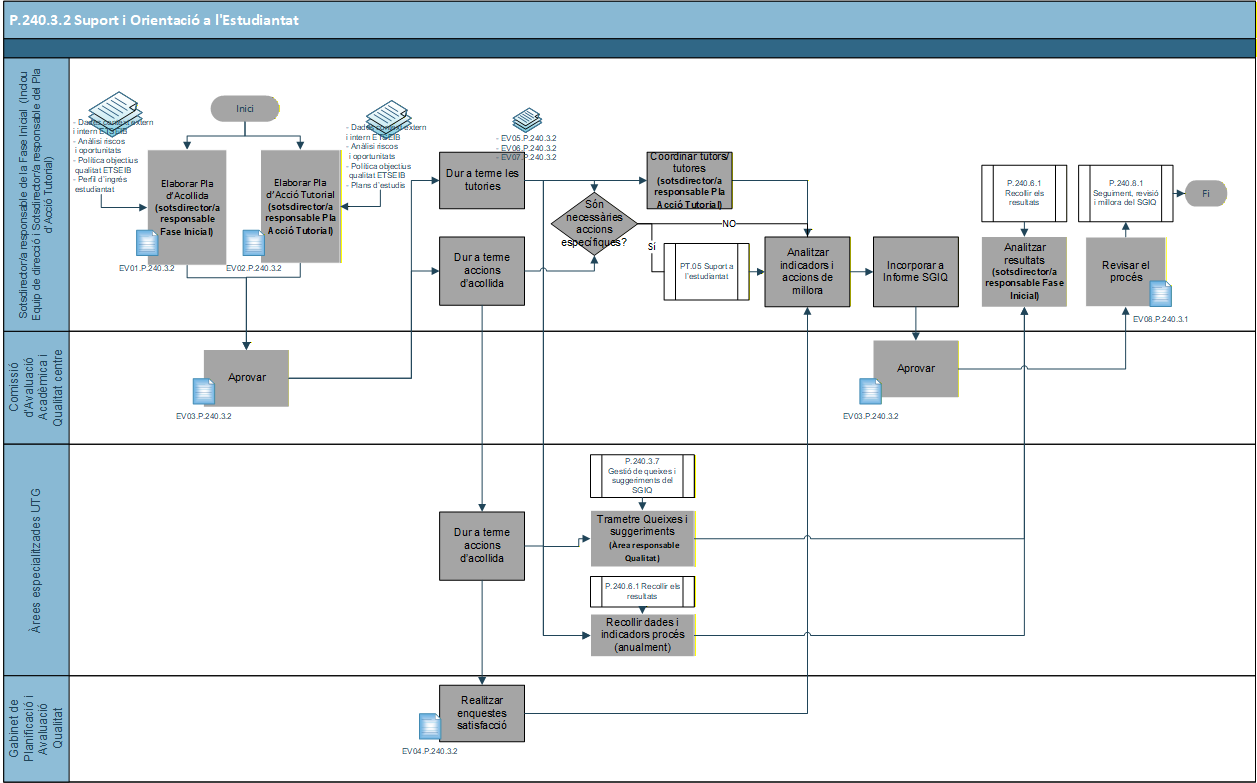 P.240.3.2 Suport i Orientació a l'Estudiantat
Sotsdirector/a responsable de la Fase Inicial (Inclou
Equip de direcció i Sotsdirector/a responsable del Pla
d'Acció Tutorial)
- Dades context extern
i intern ETSEIB
- Anàlisi riscos
i oportunitats
- Política objectius
qualitat ETSEIB
- Perfil d'ingrés
estudiantat
Inici
Elaborar Pla
d'Acollida
(sotsdirector/a
responsable
Fase Inicial)
EV01.P.240.3.2
Elaborar Pla
d'Acció Tutorial
(sotsdirector/a
responsable Pla
Acció Tutorial)
EV02.P.240.3.2
- Dades context extern
i intern ETSEIB
- Anàlisi riscos
i oportunitats
- Política objectius
qualitat ETSEIB
- Plans d'estudis
- EV05.P.240.3.2
- EV06.P.240.3.2
- EV07.P.240.3.2
Dur a terme les
tutories
Dur a terme
accions
d'acollida
Són
necessàries
accions
específiques?
Coordinar tutors/
tutores
(sotsdirector/a
responsable Pla
Acció Tutorial)
NO
Sí
PT.05 Suport a
l'estudiantat
Analitzar
indicadors i
accions de
millora
Incorporar a
Informe SGIQ
P.240.6.1
Recollir els
resultats
Analitzar
resultats
(sotsdirector/a
responsable Fase
Inicial)
P.240.8.1
Seguiment, revisió
i millora del SGIQ
Revisar el
procés
EV08.P.240.3.1
Fi
Comissió
d'Avaluació
Acadèmica i
Qualitat centre
Aprovar
EV03.P.240.3.2
Aprovar
EV03.P.240.3.2
Àrees especialitzades UTG
Dur a terme
accions
d'acollida
P.240.3.7
Gestió de queixes i
suggeriments del
SGIQ
Trametre Queixes i
suggeriments
(Àrea responsable
Qualitat)
P.240.6.1 Recollir els
resultats
Recollir dades i
indicadors procés
(anualment)
Gabinet de
Planificació i
Avaluació
Qualitat
Realitzar
enquestes
satisfacció
EV04.P.240.3.2